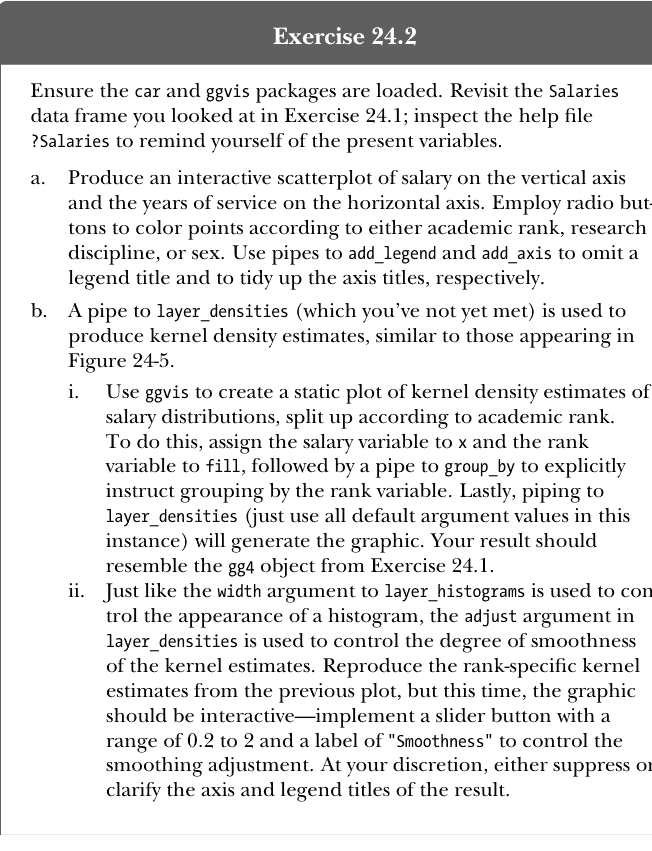 Exercise 24.2
Ensure the car and ggvis packages are loaded. Revisit the Salaries
data frame you looked at in Exercise 24.1; inspect the help file
?Salaries to remind yourself of the present variables.
a. Produce an interactive scatterplot of salary on the vertical axis
and the years of service on the horizontal axis. Employ radio but-
tons to color points according to either academic rank, research
discipline, or sex. Use pipes to add_legend and add_axis to omit a
legend title and to tidy up the axis titles, respectively.
b. A pipe to layer_densities (which you've not yet met) is used to
produce kernel density estimates, similar to those appearing in
Figure 24-5.
i. Use ggvis to create a static plot of kernel density estimates of
salary distributions, split up according to academic rank.
To do this, assign the salary variable to x and the rank
variable to fill, followed by a pipe to group_by to explicitly
instruct grouping by the rank variable. Lastly, piping to
layer_densities (just use all default argument values in this
instance) will generate the graphic. Your result should
resemble the gg4 object from Exercise 24.1.
ii. Just like the width argument to layer_histograms is used to con
trol the appearance of a histogram, the adjust argument in
layer_densities is used to control the degree of smoothness
of the kernel estimates. Reproduce the rank-specific kernel
estimates from the previous plot, but this time, the graphic
should be interactive—implement a slider button with a
range of 0.2 to 2 and a label of "Smoothness" to control the
smoothing adjustment. At your discretion, either suppress or
clarify the axis and legend titles of the result.